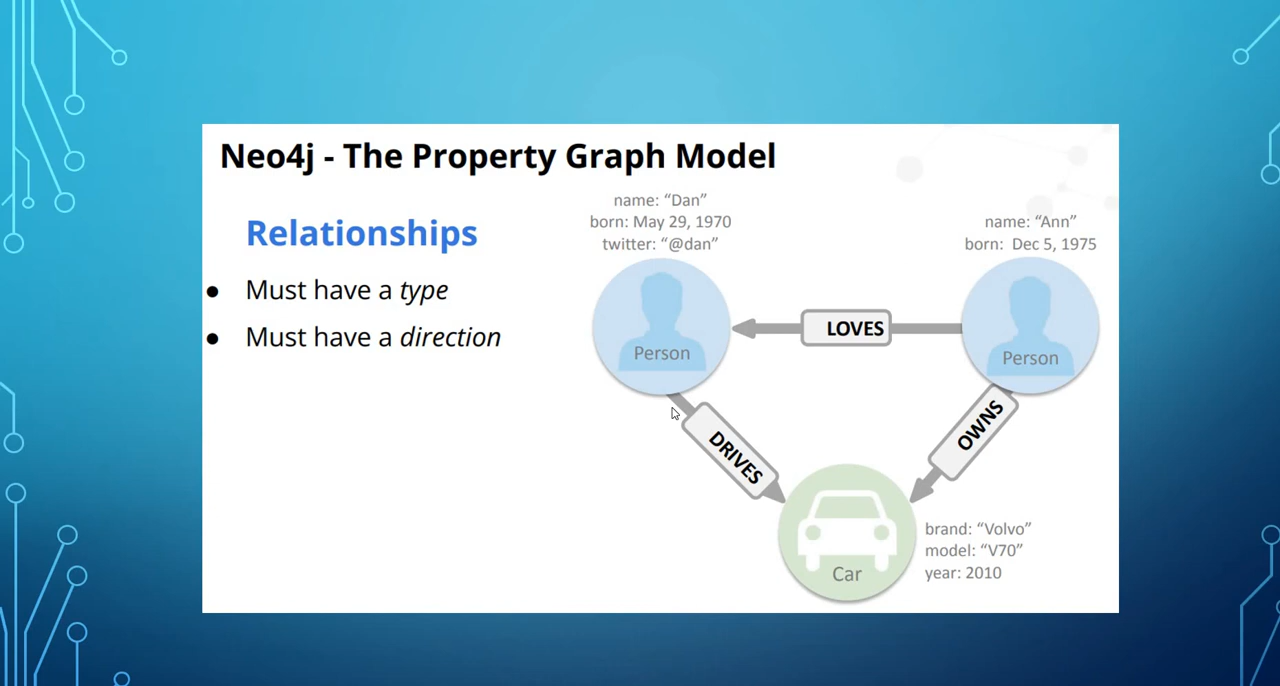 Neo4j - The Property Graph Model
Relationships
● Must have a type
● Must have a direction
name: “Dan”
born: May 29, 1970
twitter: “@dan”
name: “Ann”
born:  Dec 5, 1975
Person
LOVES
Person
DRIVES
OWNS
Car
brand: “Volvo”
model: “V70”
year: 2010